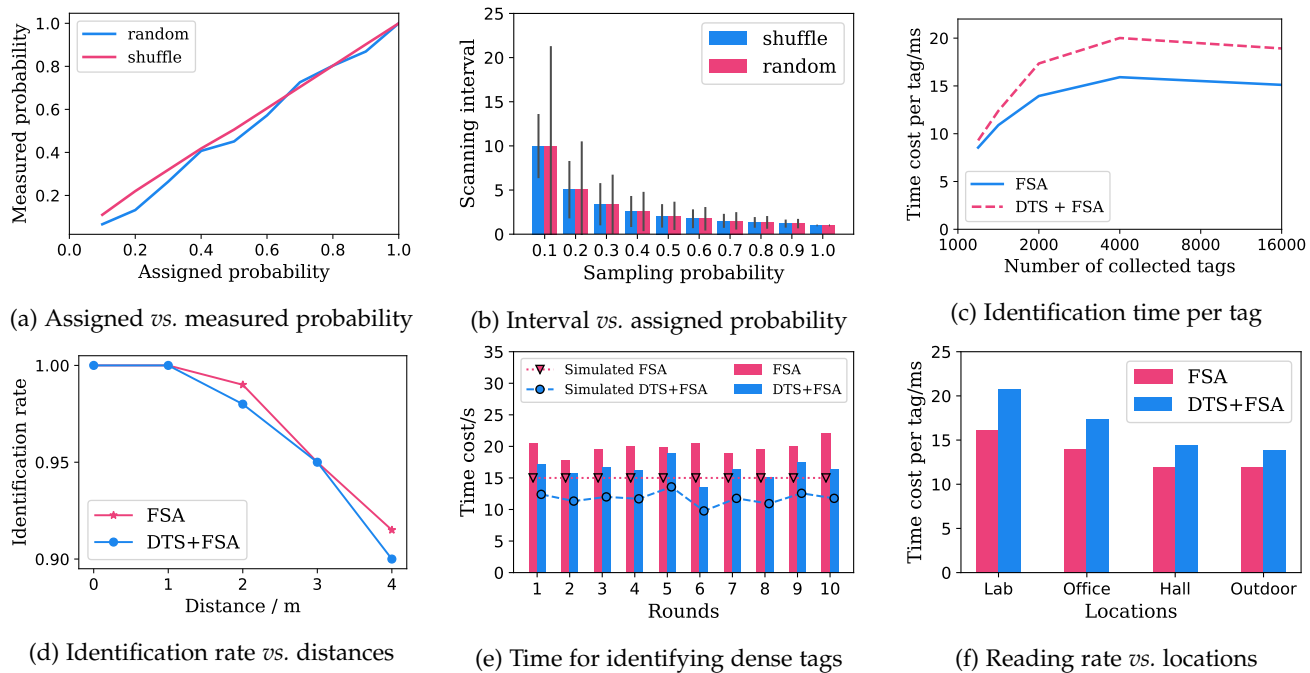 Measured probability
1.0
0.8
0.6
0.4
0.2
random
shuffle
0.0 0.2 0.4 0.6 0.8 1.0
Assigned probability
(a) Assigned vs. measured probability
Scanning interval
25
20
15
10
5
0
shuffle
random
0.1 0.2 0.3 0.4 0.5 0.6 0.7 0.8 0.9 1.0
Sampling probability
(b) Interval vs. assigned probability
Time cost per tag/ms
20
15
10
5
0
FSA
DTS + FSA
1000 2000 4000 8000 16000
Number of collected tags
(c) Identification time per tag
Identification rate
1.00
0.95
0.90
FSA
DTS+FSA
0 1 2 3 4
Distance / m
(d) Identification rate vs. distances
Time cost/s
35
30
25
20
15
10
5
0
Simulated FSA FSA
Simulated DTS+FSA DTS+FSA
1 2 3 4 5 6 7 8 9 10
Rounds
(e) Time for identifying dense tags
Time cost per tag/ms
25
20
15
10
5
0
FSA
DTS+FSA
Lab Office Hall Outdoor
Locations
(f) Reading rate vs. locations